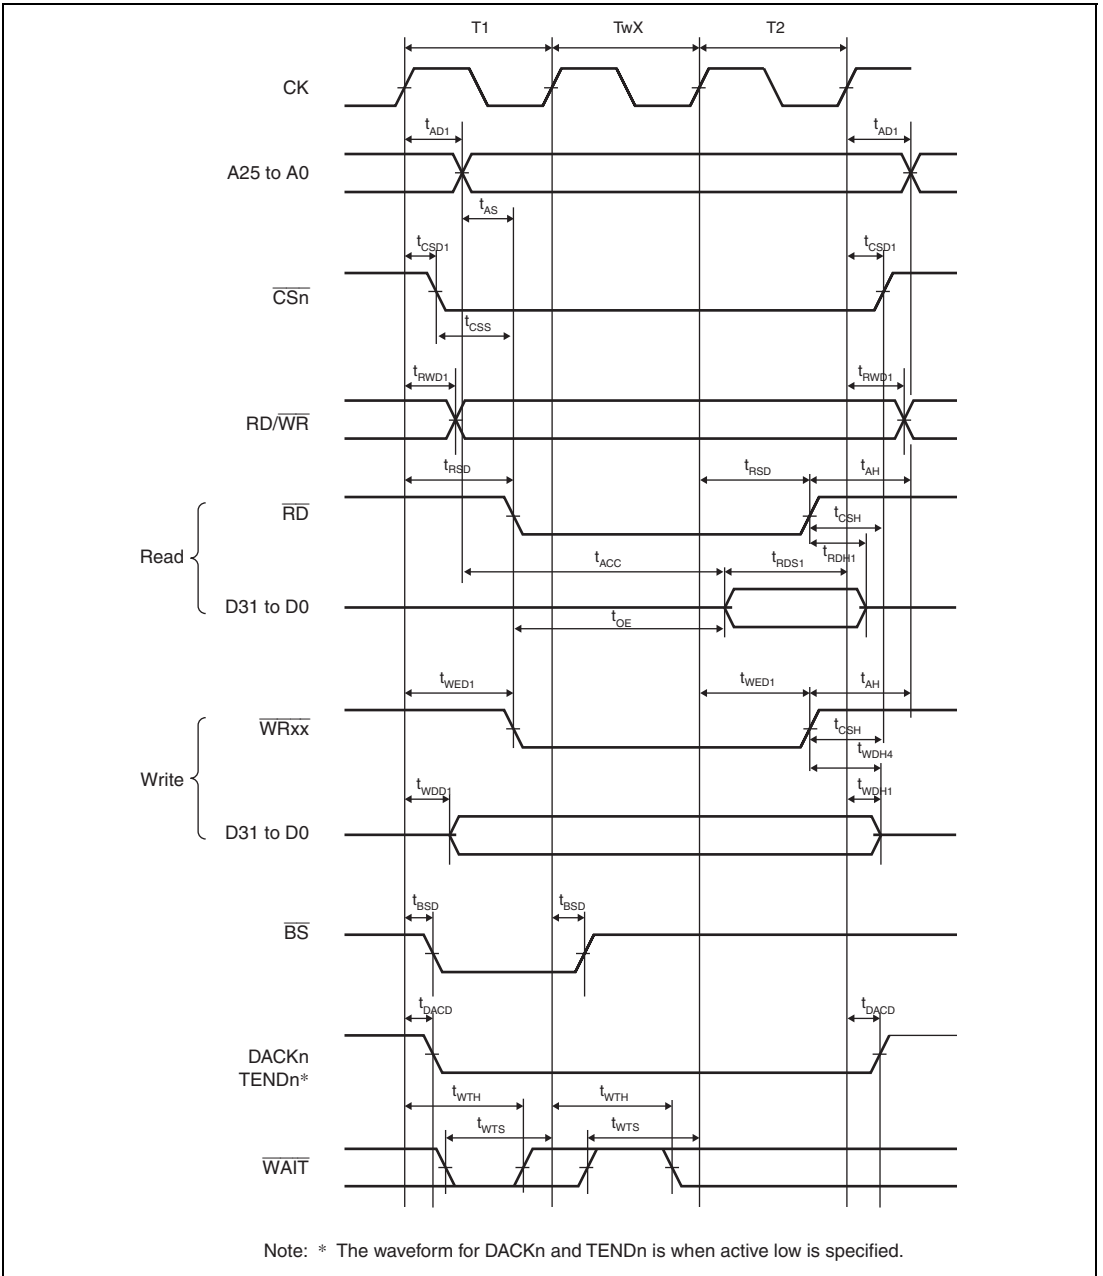 T1 TwX T2
CK
tAD1 tAD1
A25 to A0
tAS
tCSD1 tCSD1
CSn
tCSS
tRWD1 tRWD1
RD/WR
tRSD tRSD tAH
RD
tCSH
Read
tACC tRDS1 tRDH1
D31 to D0
tOE
tWED1 tWED1 tAH
WRxx
tCSH
tWDH4
Write
tWDD1 tWDH1
D31 to D0
tBSD tBSD
BS
tDACD tDACD
DACKn
TENDn*
tWTH tWTH
tWTS tWTS
WAIT
Note: * The waveform for DACKn and TENDn is when active low is specified.